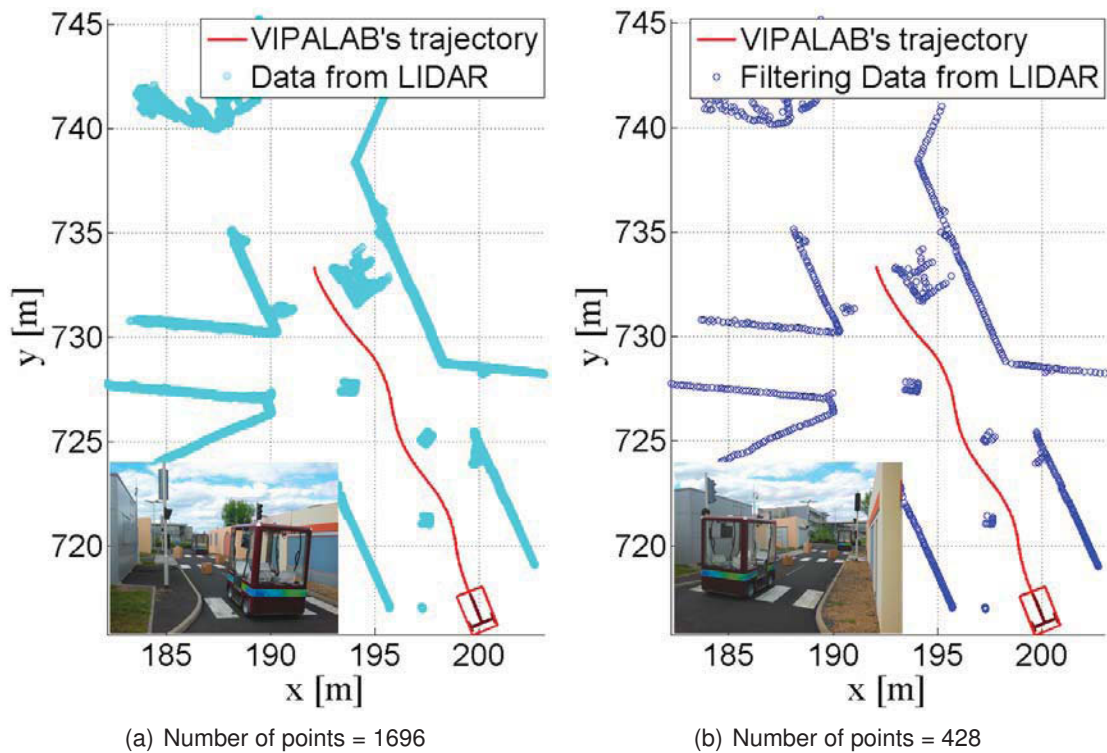 745
740
735
730
725
720
y [m]
185 190 195 200
x [m]
VIPALAB's trajectory
Data from LIDAR
(a) Number of points = 1696
745
740
735
730
725
720
y [m]
185 190 195 200
x [m]
VIPALAB's trajectory
Filtering Data from LIDAR
(b) Number of points = 428